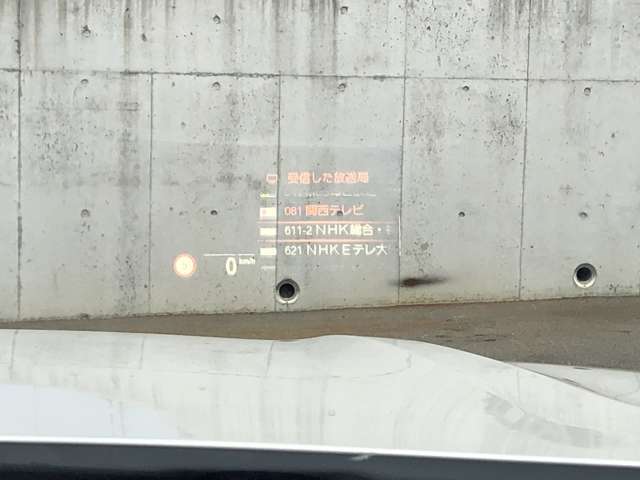 受信した放送局
081 関西テレビ
611-2 NHK総合・
621 NHKEテレ大
0 km/h